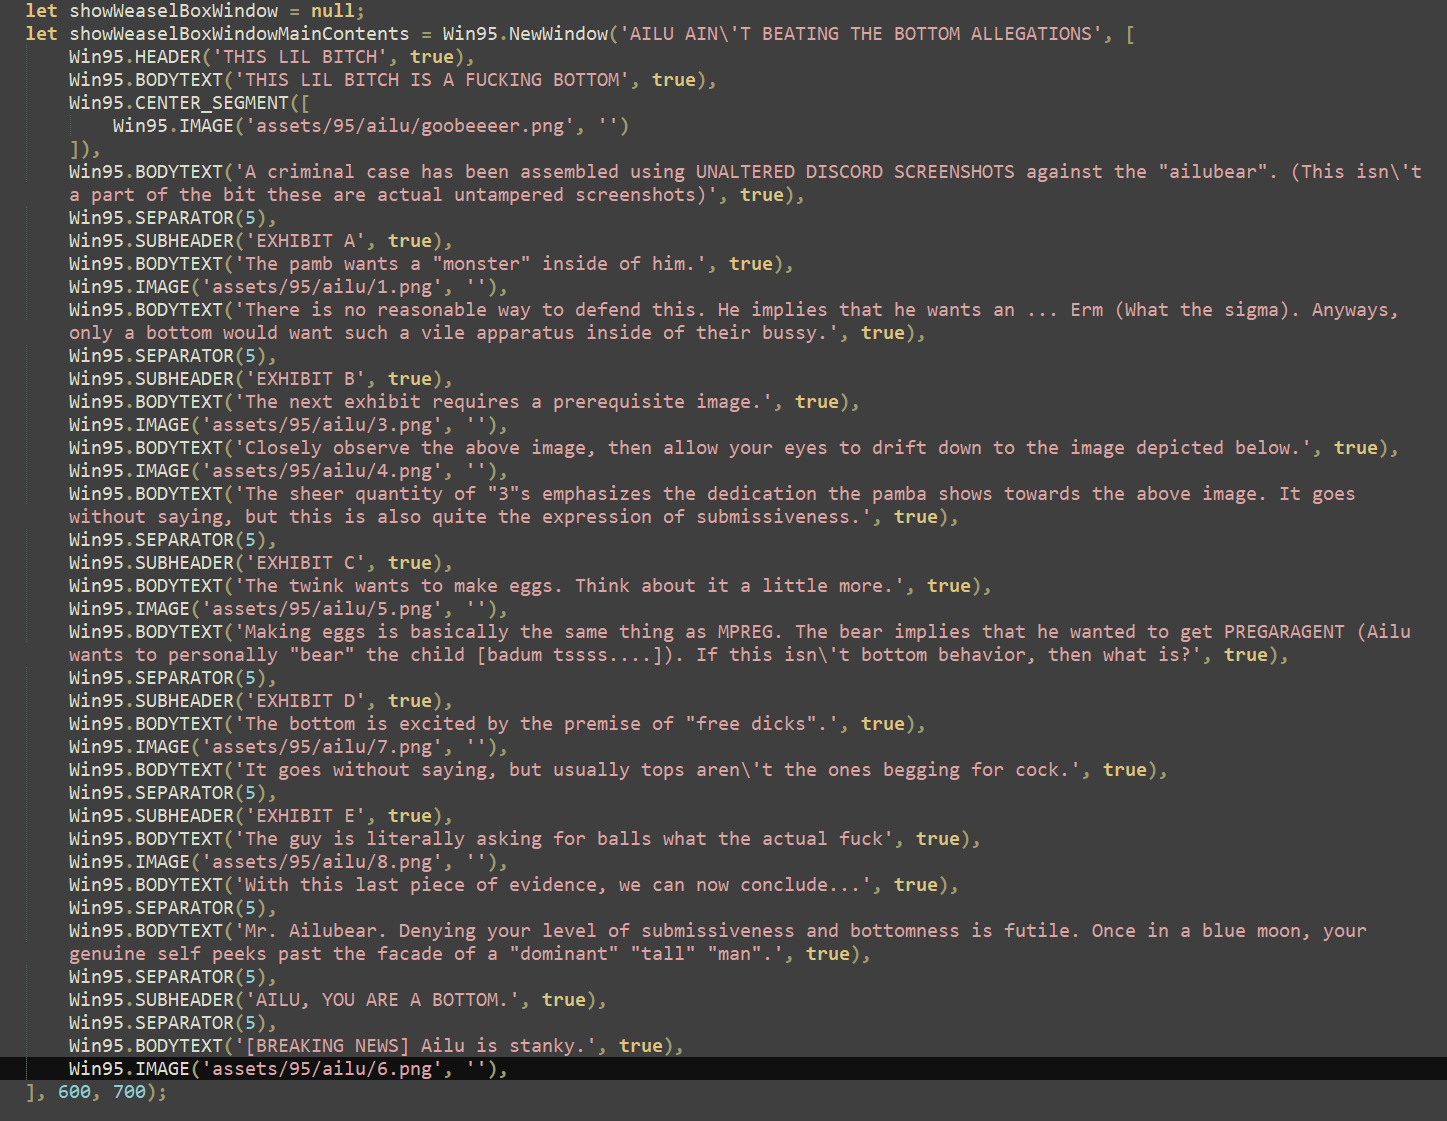 let showWeaselBoxWindow = null;
let showWeaselBoxWindowMainContents = Win95.NewWindow('AILU AIN\'T BEATING THE BOTTOM ALLEGATIONS', [
Win95.HEADER('THIS LIL BITCH', true),
Win95.BODYTEXT('THIS LIL BITCH IS A FUCKING BOTTOM', true),
Win95.CENTER_SEGMENT([
Win95.IMAGE('assets/95/ailu/goobeeeer.png', '')
]),
Win95.BODYTEXT('A criminal case has been assembled using UNALTERED DISCORD SCREENSHOTS against the "ailubear". (This isn\'t
a part of the bit these are actual untampered screenshots)', true),
Win95.SEPARATOR(5),
Win95.SUBHEADER('EXHIBIT A', true),
Win95.BODYTEXT('The pamb wants a "monster" inside of him.', true),
Win95.IMAGE('assets/95/ailu/1.png', ''),
Win95.BODYTEXT('There is no reasonable way to defend this. He implies that he wants an ... Erm (What the sigma). Anyways,
only a bottom would want such a vile apparatus inside of their bussy.', true),
Win95.SEPARATOR(5),
Win95.SUBHEADER('EXHIBIT B', true),
Win95.BODYTEXT('The next exhibit requires a prerequisite image.', true),
Win95.IMAGE('assets/95/ailu/3.png', ''),
Win95.BODYTEXT('Closely observe the above image, then allow your eyes to drift down to the image depicted below.', true),
Win95.IMAGE('assets/95/ailu/4.png', ''),
Win95.BODYTEXT('The sheer quantity of "3"s emphasizes the dedication the pamba shows towards the above image. It goes
without saying, but this is also quite the expression of submissiveness.', true),
Win95.SEPARATOR(5),
Win95.SUBHEADER('EXHIBIT C', true),
Win95.BODYTEXT('The twink wants to make eggs. Think about it a little more.', true),
Win95.IMAGE('assets/95/ailu/5.png', ''),
Win95.BODYTEXT('Making eggs is basically the same thing as MPREG. The bear implies that he wanted to get PREGARAGENT (Ailu
wants to personally "bear" the child [badum tssss....]). If this isn\'t bottom behavior, then what is?', true),
Win95.SEPARATOR(5),
Win95.SUBHEADER('EXHIBIT D', true),
Win95.BODYTEXT('The bottom is excited by the premise of "free dicks".', true),
Win95.IMAGE('assets/95/ailu/7.png', ''),
Win95.BODYTEXT('It goes without saying, but usually tops aren\'t the ones begging for cock.', true),
Win95.SEPARATOR(5),
Win95.SUBHEADER('EXHIBIT E', true),
Win95.BODYTEXT('The guy is literally asking for balls what the actual fuck', true),
Win95.IMAGE('assets/95/ailu/8.png', ''),
Win95.BODYTEXT('With this last piece of evidence, we can now conclude...', true),
Win95.SEPARATOR(5),
Win95.BODYTEXT('Mr. Ailubear. Denying your level of submissiveness and bottomness is futile. Once in a blue moon, your
genuine self peeks past the facade of a "dominant" "tall" "man".', true),
Win95.SEPARATOR(5),
Win95.SUBHEADER('AILU, YOU ARE A BOTTOM.', true),
Win95.SEPARATOR(5),
Win95.BODYTEXT('[BREAKING NEWS] Ailu is stanky.', true),
Win95.IMAGE('assets/95/ailu/6.png', ''),
], 600, 700);